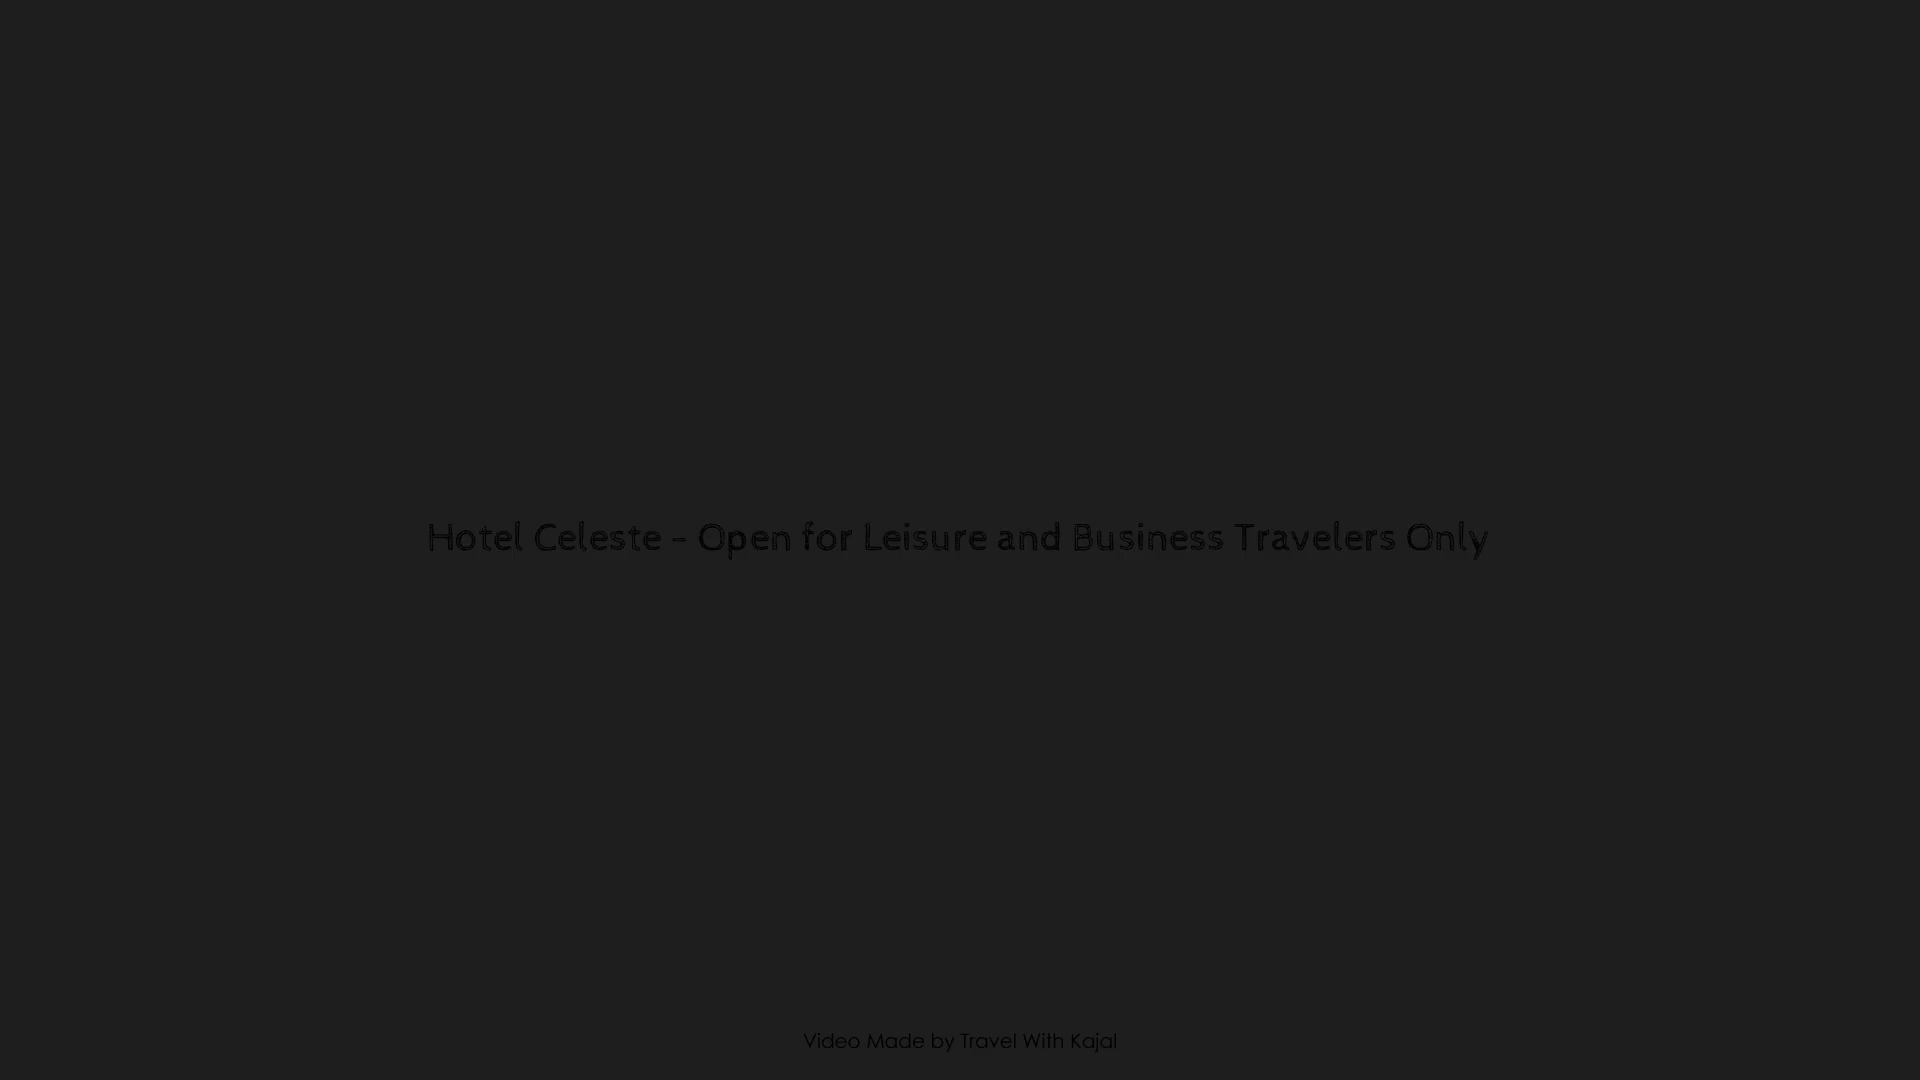 Hotel Celeste - Open for Leisure and Business Travelers Only
Video Made by Travel With Kajal